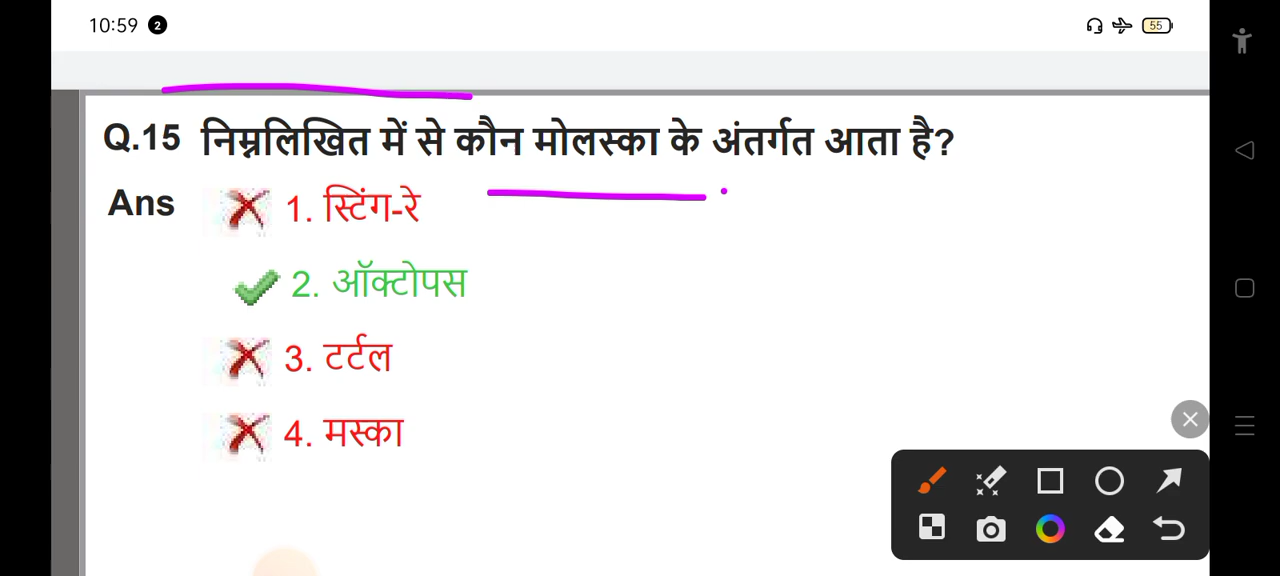 10:59 2
55
Q.15 निम्नलिखित में से कौन मोलस्का के अंतर्गत आता है?
Ans 1. स्टिंग-रे
2. ऑक्टोपस
3. टर्टल
4. मस्का